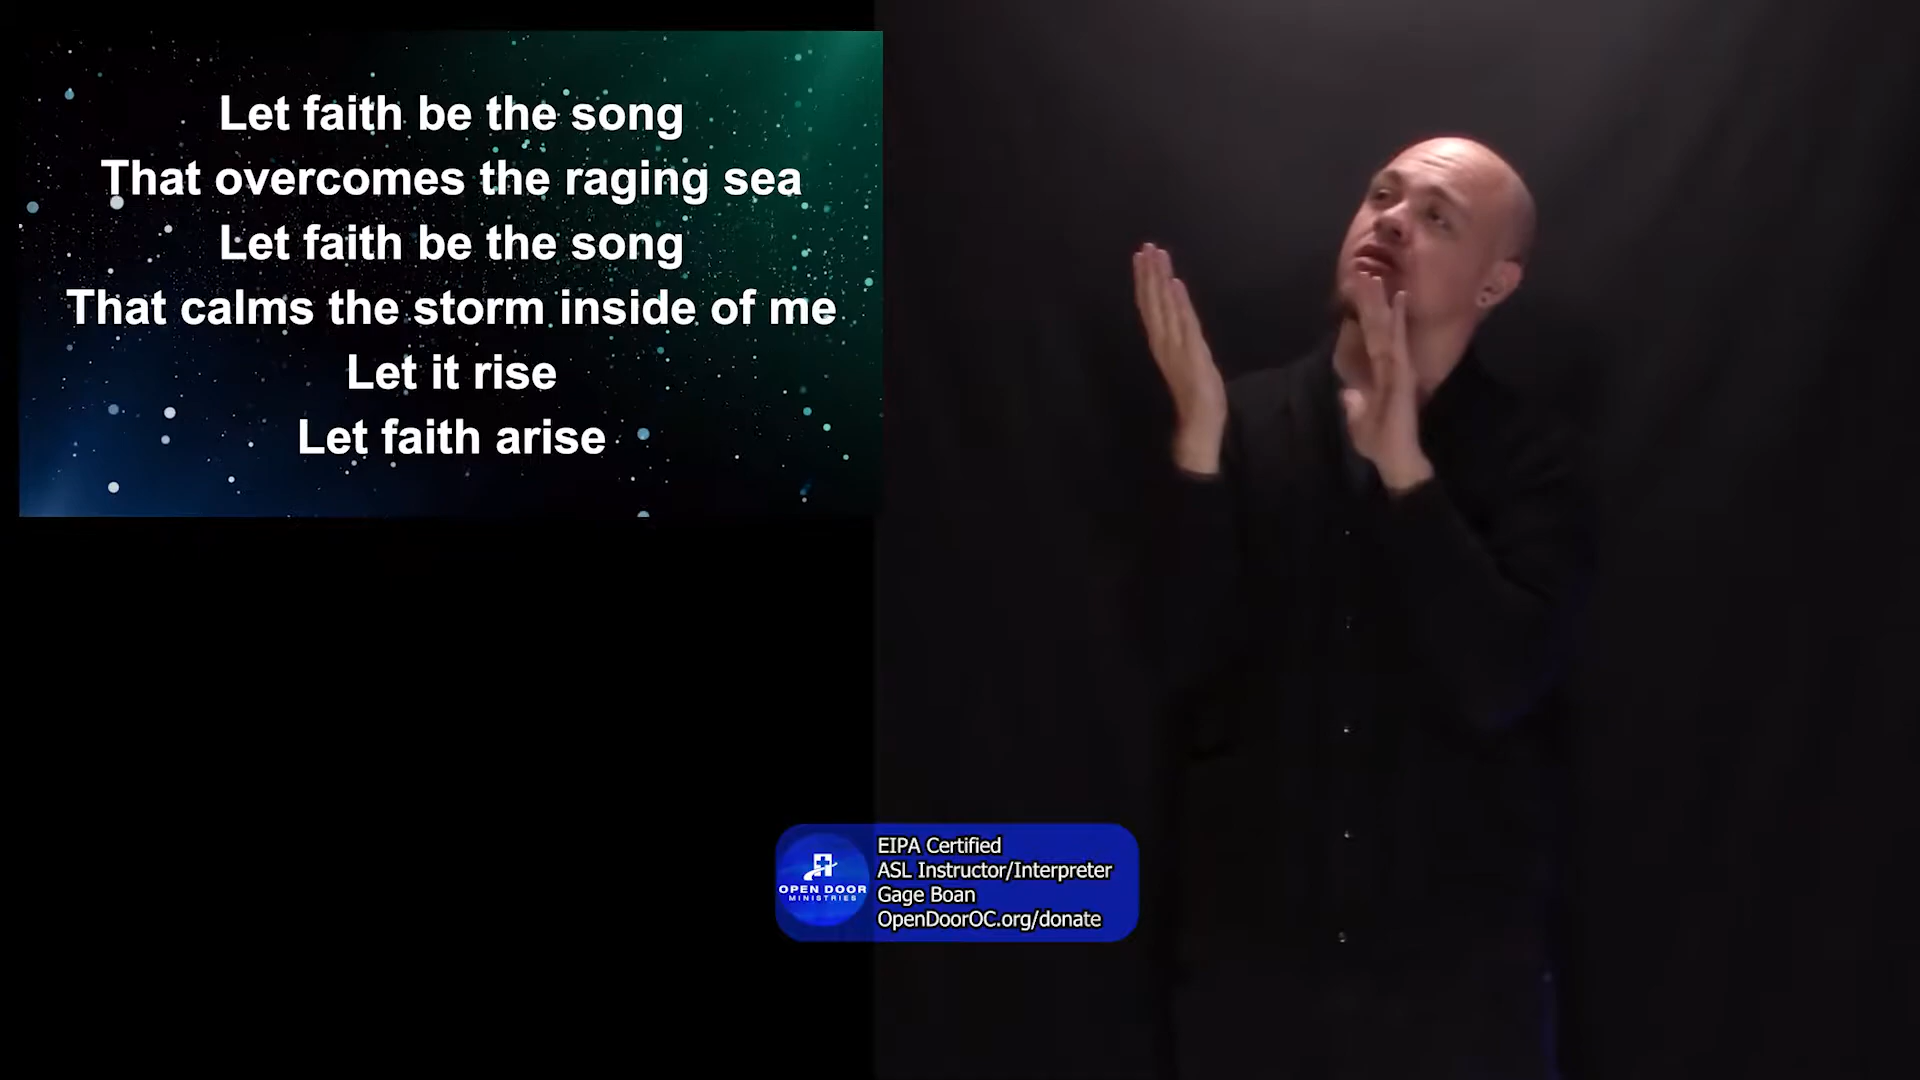 Let faith be the song
That overcomes the raging sea
Let faith be the song
That calms the storm inside of me
Let it rise
Let faith arise
OPEN DOOR
MINISTRIES
EIPA Certified
ASL Instructor/Interpreter
Gage Boan
OpenDoorOC.org/donate